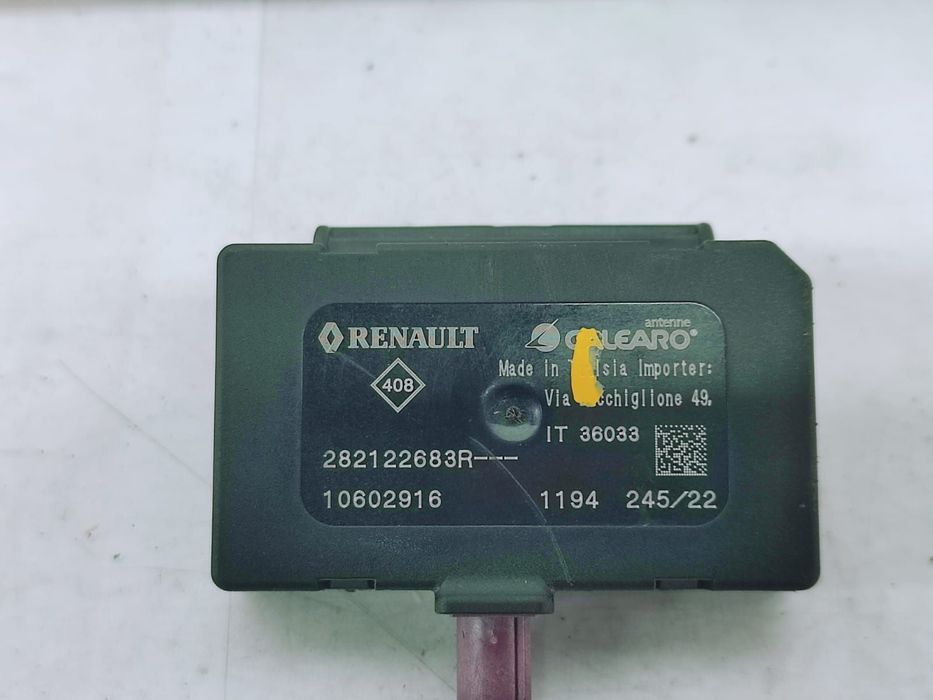 RENAULT
antenne
408
Made in Importer:
Via 49,
IT 36033
282122683R---
10602916 1194 245/22